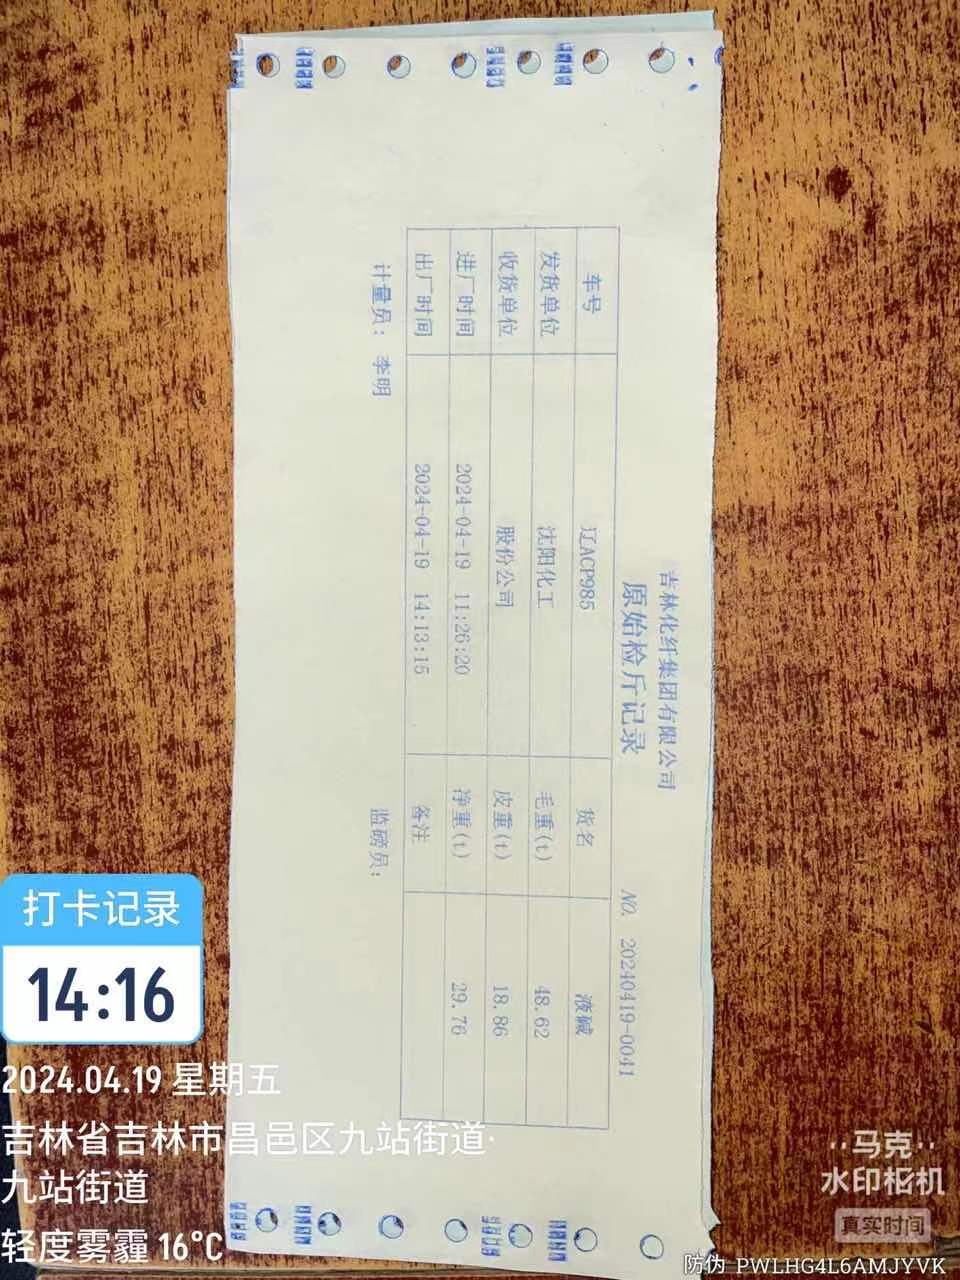 吉林化纤集团有限公司
原始检斤记录
NO. 20240419-0041
车号 辽ACP985 货名 液碱
发货单位 沈阳化工 毛重(t) 48.62
收货单位 股份公司 皮重(t) 18.86
进厂时间 2024-04-19 11:26:20 净重(t) 29.76
出厂时间 2024-04-19 14:13:15 备注
计量员: 李明 监磅员:
打卡记录
14:16
2024.04.19 星期五
吉林省吉林市昌邑区九站街道·
九站街道
轻度雾霾 16°C
马克
水印相机
真实时间
防伪 PWLHG4L6AMJYVK